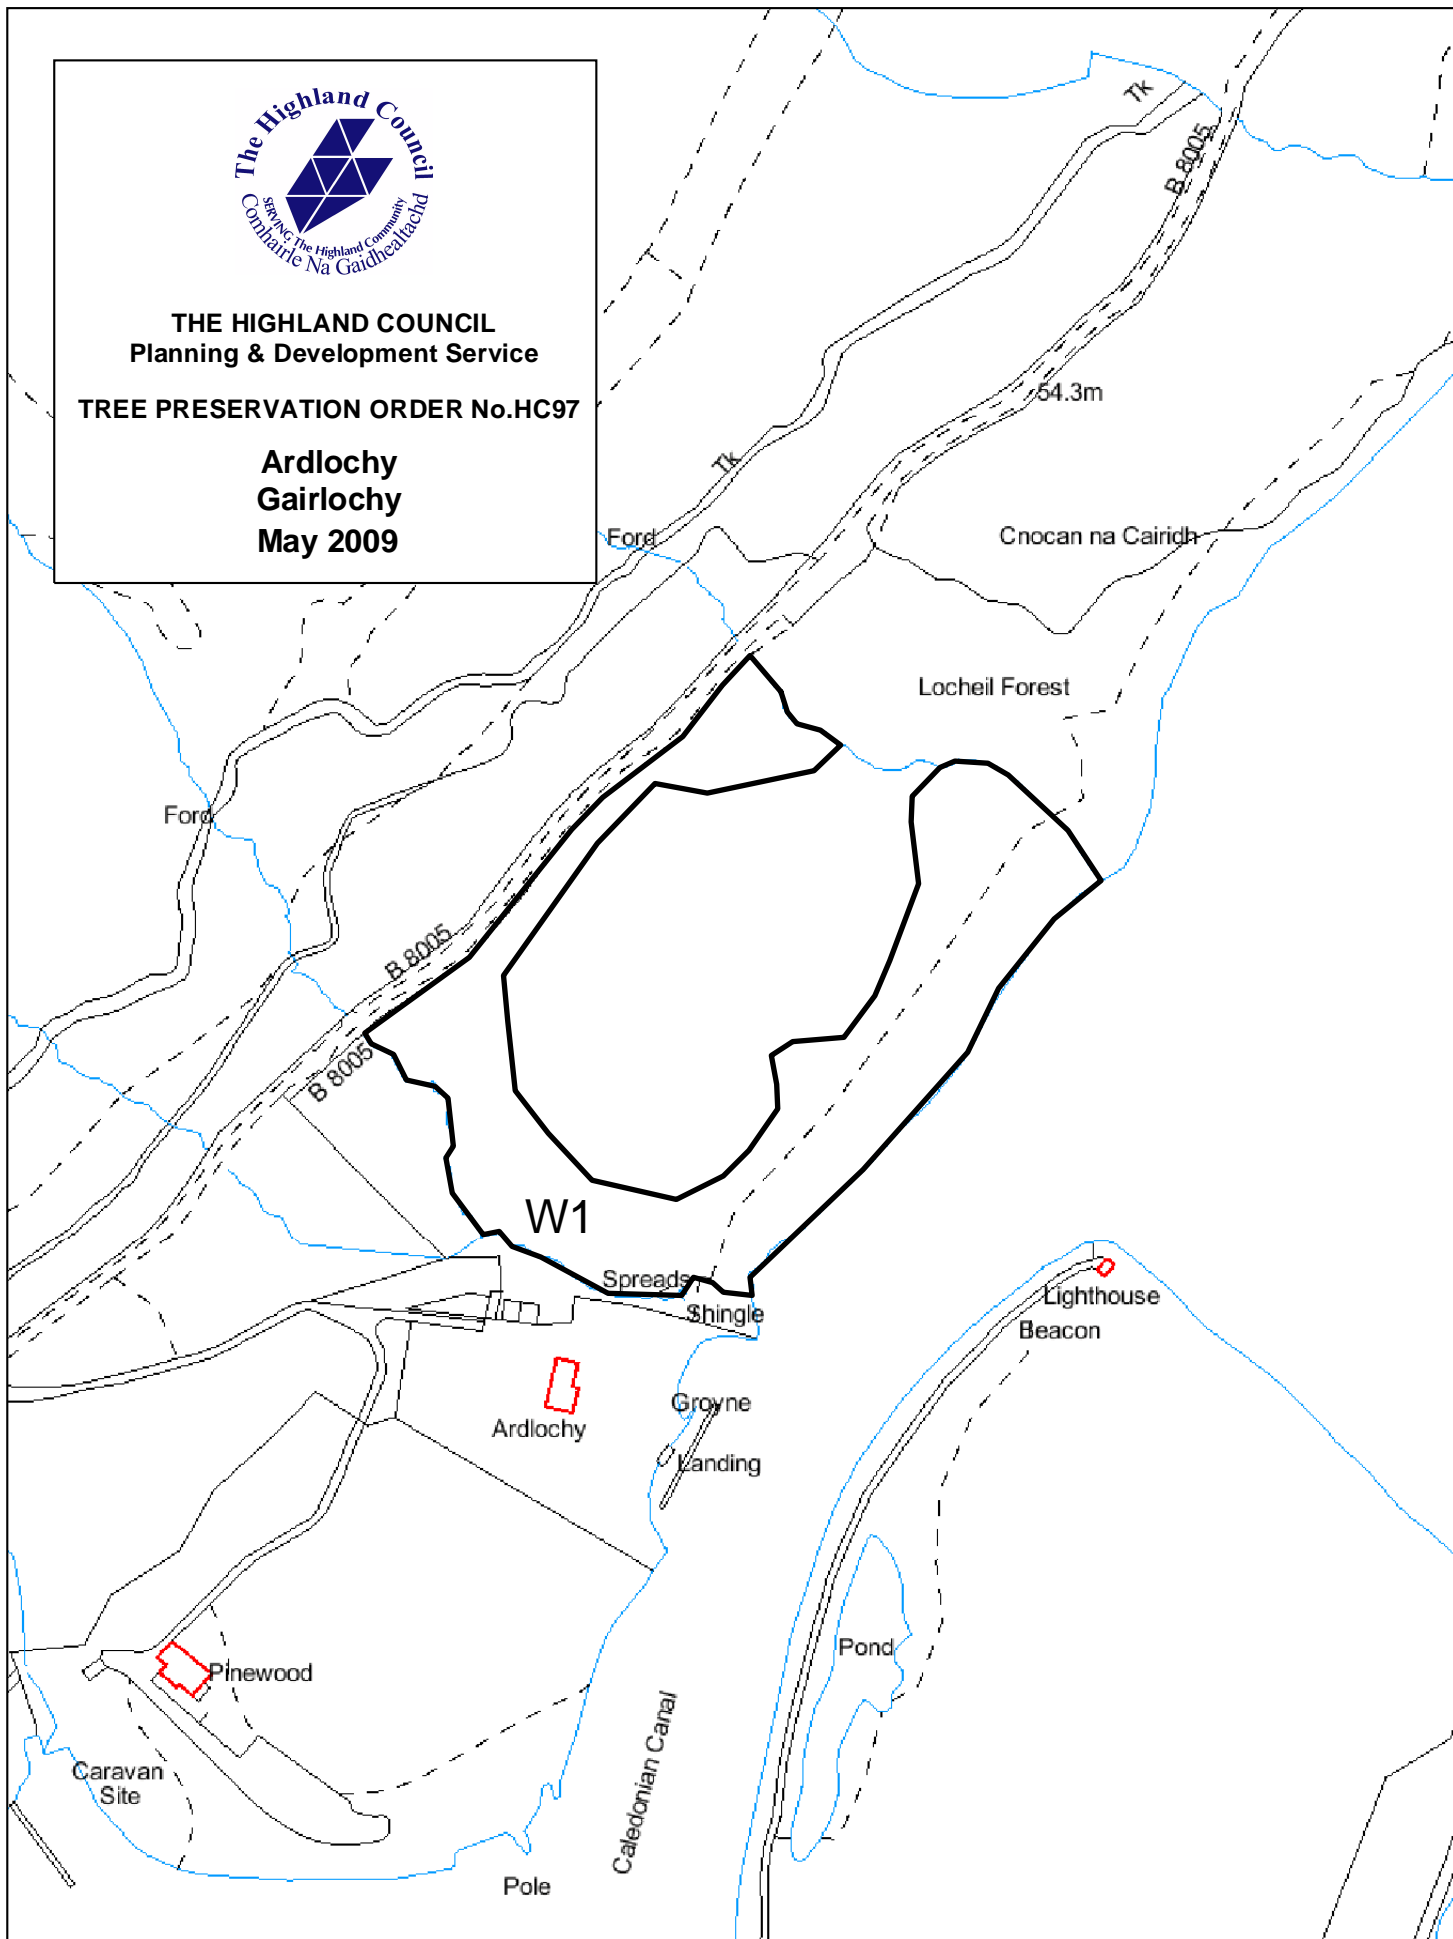 The Highland Council
SERVING The Highland Community
Comhairle Na Gaidhealtachd
THE HIGHLAND COUNCIL
Planning & Development Service
TREE PRESERVATION ORDER No.HC97
Ardlochy
Gairlochy
May 2009
Tk
B 8005
54.3m
Tk
Ford
Cnocan na Cairidh
Locheil Forest
Ford
B 8005
B 8005
W1
Spreads
Shingle
Lighthouse
Beacon
Groyne
Ardlochy
Landing
Pond
Pinewood
Caledonian Canal
Caravan
Site
Pole